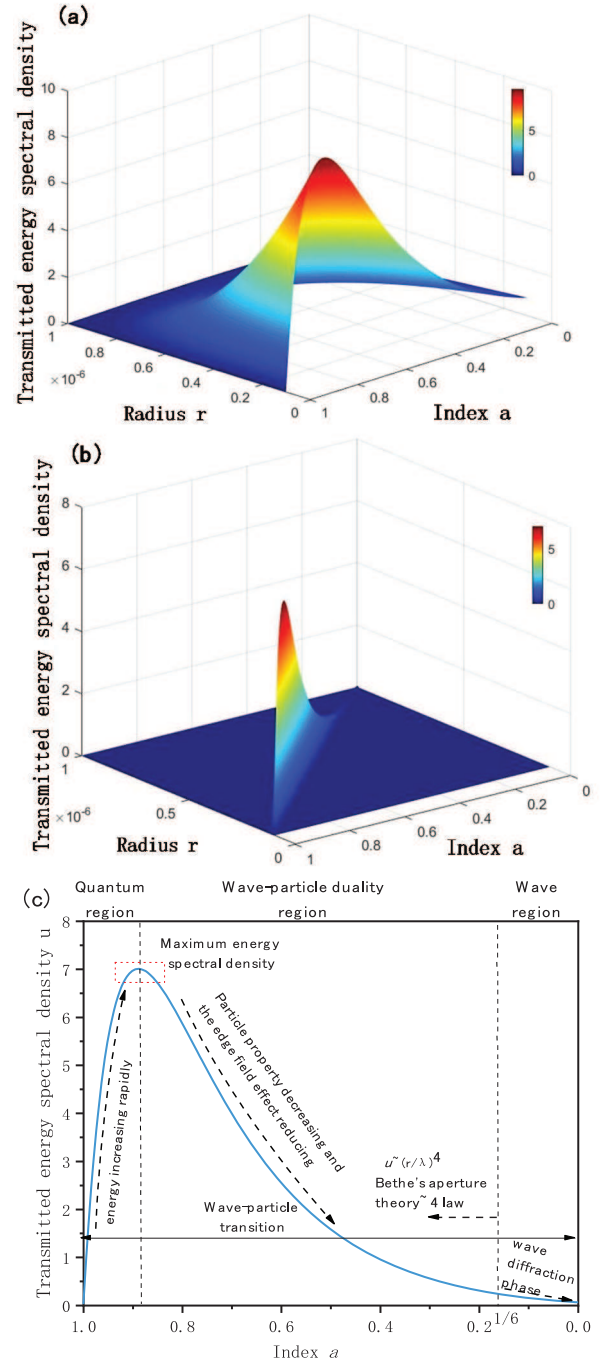 (a)
Transmitted energy spectral density
10
8
6
4
2
0
5
0
1
0.8
0.6
0.4
0.2
0
×10-6
Radius r
1
0.8
0.6
0.4
0.2
0
Index a
(b)
Transmitted energy spectral density
8
6
4
2
0
5
0
1
0.5
0
×10-6
Radius r
1
0.8
0.6
0.4
0.2
0
Index a
(c)
Quantum region
Wave-particle duality region
Wave region
Transmitted energy spectral density u
8
7
6
5
4
3
2
1
0
Maximum energy
spectral density
energy increasing rapidly
Particle property decreasing and
the edge field effect reducing
u~(r/λ)4
Bethe's aperture
theory~4 law
Wave-particle
transition
wave
diffraction
phase
1.0
0.8
0.6
0.4
0.2
1/6
0.0
Index a